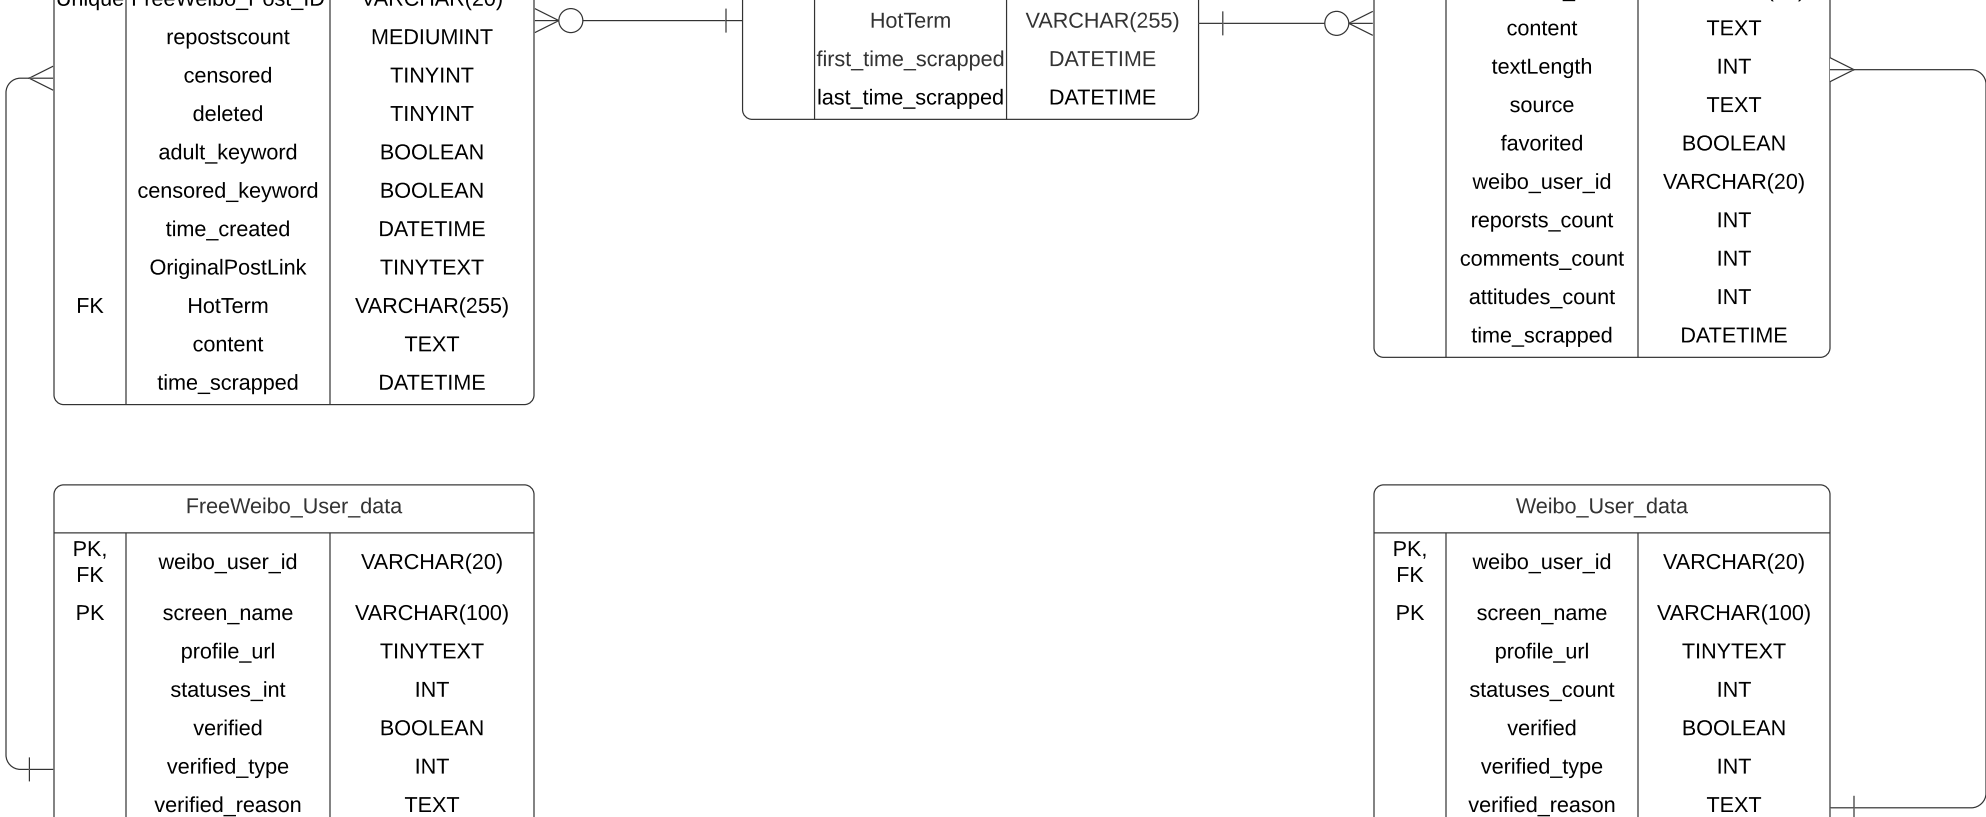 Unique FreeWeibo_Post_ID VARCHAR(20)
repostscount MEDIUMINT
censored TINYINT
deleted TINYINT
adult_keyword BOOLEAN
censored_keyword BOOLEAN
time_created DATETIME
OriginalPostLink TINYTEXT
FK HotTerm VARCHAR(255)
content TEXT
time_scrapped DATETIME
HotTerm VARCHAR(255)
first_time_scrapped DATETIME
last_time_scrapped DATETIME
content TEXT
textLength INT
source TEXT
favorited BOOLEAN
weibo_user_id VARCHAR(20)
reporsts_count INT
comments_count INT
attitudes_count INT
time_scrapped DATETIME
FreeWeibo_User_data
PK,
FK weibo_user_id VARCHAR(20)
PK screen_name VARCHAR(100)
profile_url TINYTEXT
statuses_int INT
verified BOOLEAN
verified_type INT
verified_reason TEXT
Weibo_User_data
PK,
FK weibo_user_id VARCHAR(20)
PK screen_name VARCHAR(100)
profile_url TINYTEXT
statuses_count INT
verified BOOLEAN
verified_type INT
verified_reason TEXT